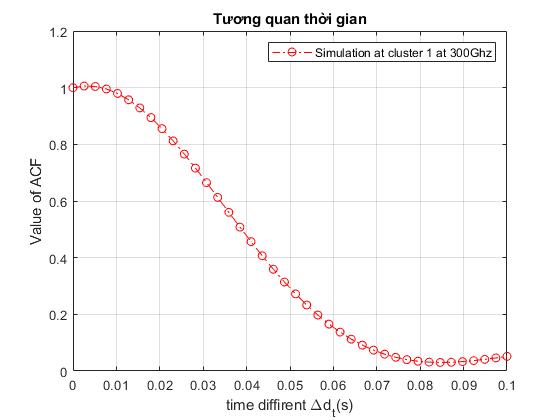 Tương quan thời gian
Simulation at cluster 1 at 300Ghz
Value of ACF
1.2
1
0.8
0.6
0.4
0.2
0
0 0.01 0.02 0.03 0.04 0.05 0.06 0.07 0.08 0.09 0.1
time diffirent Δd_t(s)